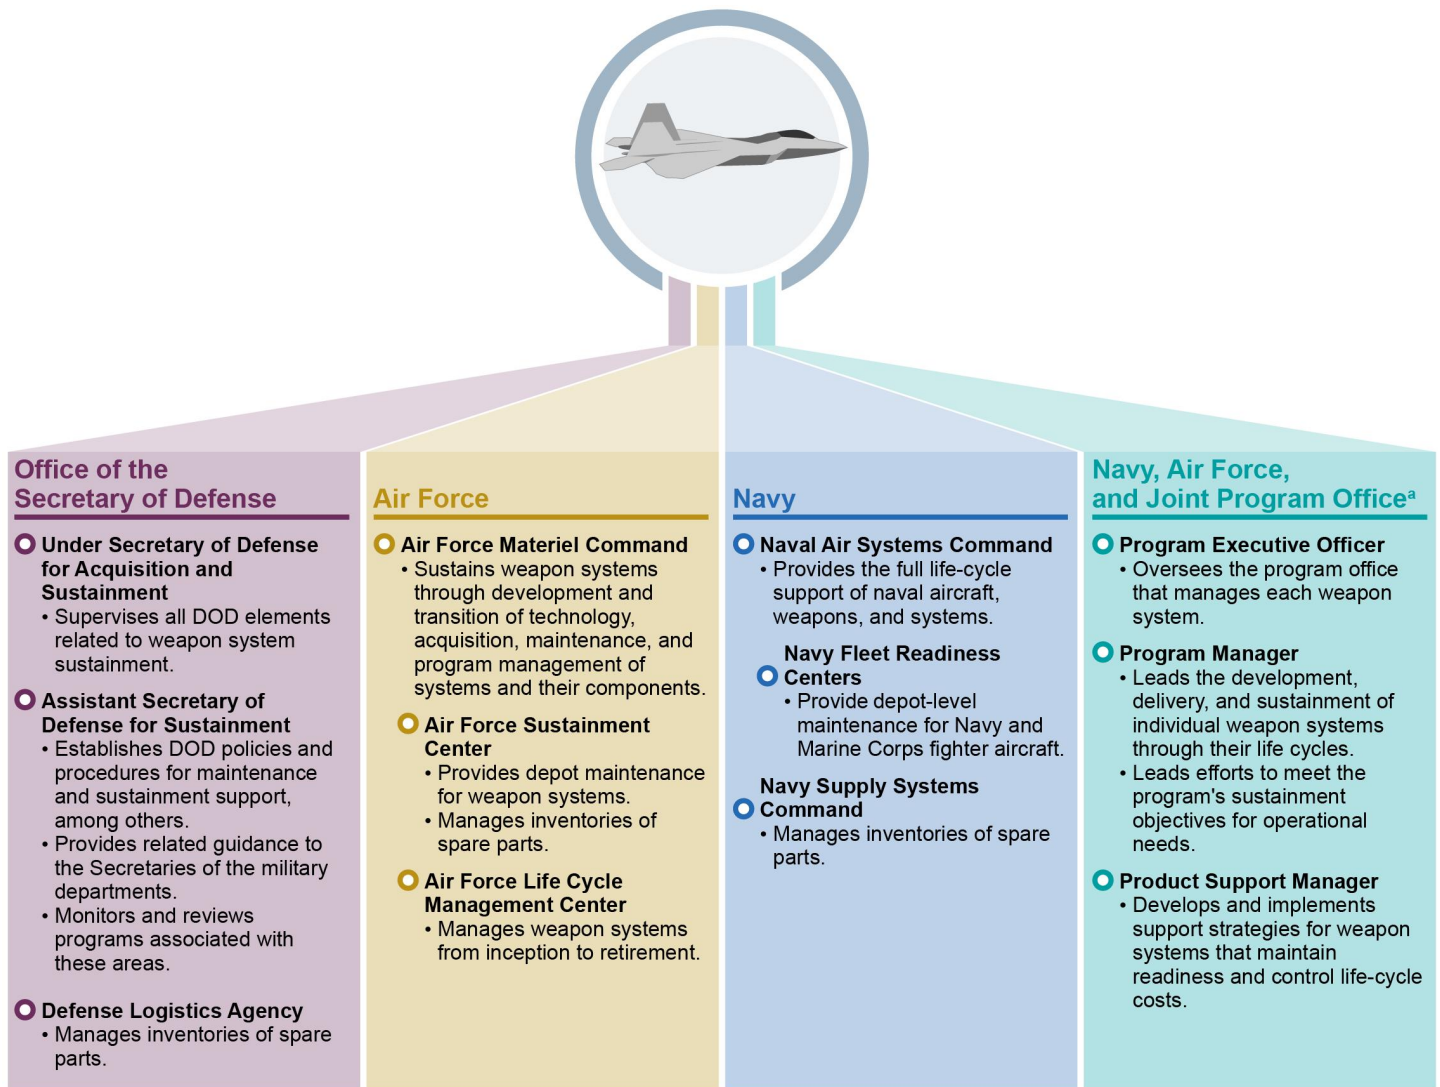 Office of the
Secretary of Defense
Under Secretary of Defense
for Acquisition and
Sustainment
• Supervises all DOD elements
related to weapon system
sustainment.
Assistant Secretary of
Defense for Sustainment
• Establishes DOD policies and
procedures for maintenance
and sustainment support,
among others.
• Provides related guidance to
the Secretaries of the military
departments.
• Monitors and reviews
programs associated with
these areas.
Defense Logistics Agency
• Manages inventories of spare
parts.
Air Force
Air Force Materiel Command
• Sustains weapon systems
through development and
transition of technology,
acquisition, maintenance, and
program management of
systems and their components.
Air Force Sustainment
Center
• Provides depot maintenance
for weapon systems.
• Manages inventories of
spare parts.
Air Force Life Cycle
Management Center
• Manages weapon systems
from inception to retirement.
Navy
Naval Air Systems Command
• Provides the full life-cycle
support of naval aircraft,
weapons, and systems.
Navy Fleet Readiness
Centers
• Provide depot-level
maintenance for Navy and
Marine Corps fighter aircraft.
Navy Supply Systems
Command
• Manages inventories of spare
parts.
Navy, Air Force,
and Joint Program Officeᵃ
Program Executive Officer
• Oversees the program office
that manages each weapon
system.
Program Manager
• Leads the development,
delivery, and sustainment of
individual weapon systems
through their life cycles.
• Leads efforts to meet the
program's sustainment
objectives for operational
needs.
Product Support Manager
• Develops and implements
support strategies for weapon
systems that maintain
readiness and control life-cycle
costs.